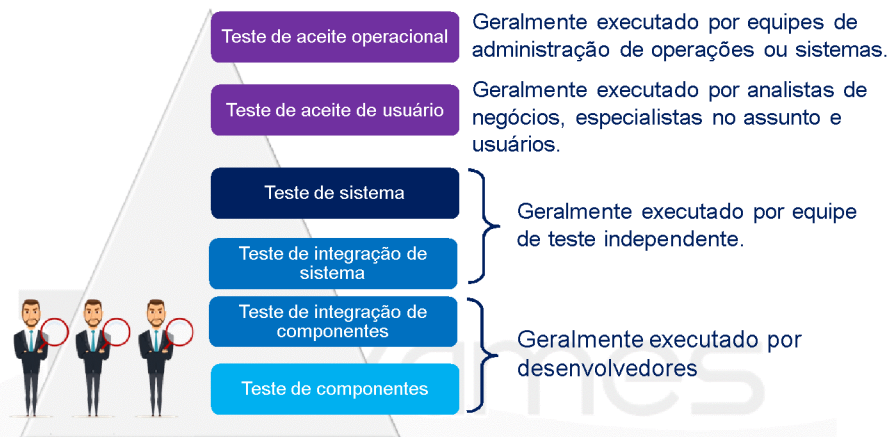 Teste de aceite operacional
Geralmente executado por equipes de
administração de operações ou sistemas.
Teste de aceite de usuário
Geralmente executado por analistas de
negócios, especialistas no assunto e
usuários.
Teste de sistema
Teste de integração de
sistema
Geralmente executado por equipe
de teste independente.
Teste de integração de
componentes
Teste de componentes
Geralmente executado por
desenvolvedores